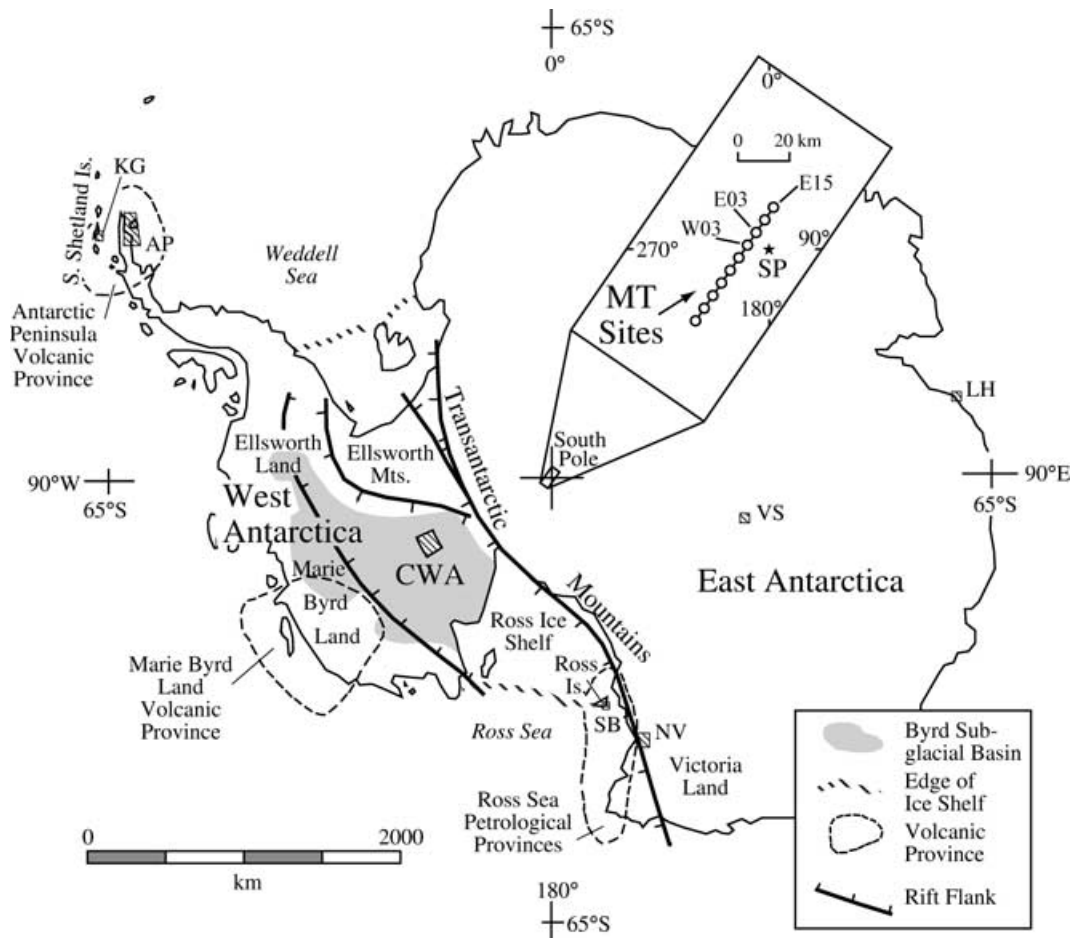 65°S
0°
0°
0 20 km
E15
E03
W03
270°
90°
SP
180°
MT
Sites
KG
S. Shetland Is.
AP
Weddell
Sea
Antarctic
Peninsula
Volcanic
Province
LH
Transantarctic
Mountains
South
Pole
Ellsworth
Land
Ellsworth
Mts.
90°W
65°S
90°E
65°S
West
Antarctica
VS
CWA
East Antarctica
Marie
Byrd
Land
Ross Ice
Shelf
Marie Byrd
Land
Volcanic
Province
Ross
Is.
SB
NV
Ross Sea
Victoria
Land
Ross Sea
Petrological
Provinces
0 2000
km
180°
65°S
Byrd Sub-
glacial Basin
Edge of
Ice Shelf
Volcanic
Province
Rift Flank